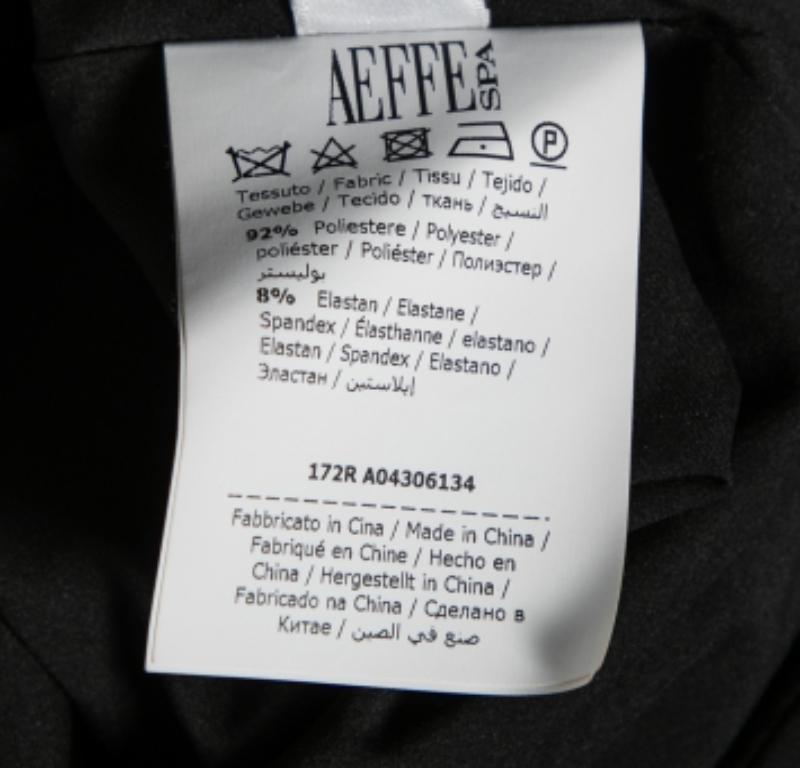 AEFFE SPA
P
Tessuto / Fabric / Tissu / Tejido /
Gewebe / Tecido / ткань / النسيج
92% Poliestere / Polyester /
poliéster / Poliéster / Полиэстер /
بوليستر
8% Elastan / Elastane /
Spandex / Élasthanne / elastano /
Elastan / Spandex / Elastano /
Эластан / إيلاستين
172R A04306134
Fabbricato in Cina / Made in China /
Fabriqué en Chine / Hecho en
China / Hergestellt in China /
Fabricado na China / Сделано в
Китае / صنع في الصين